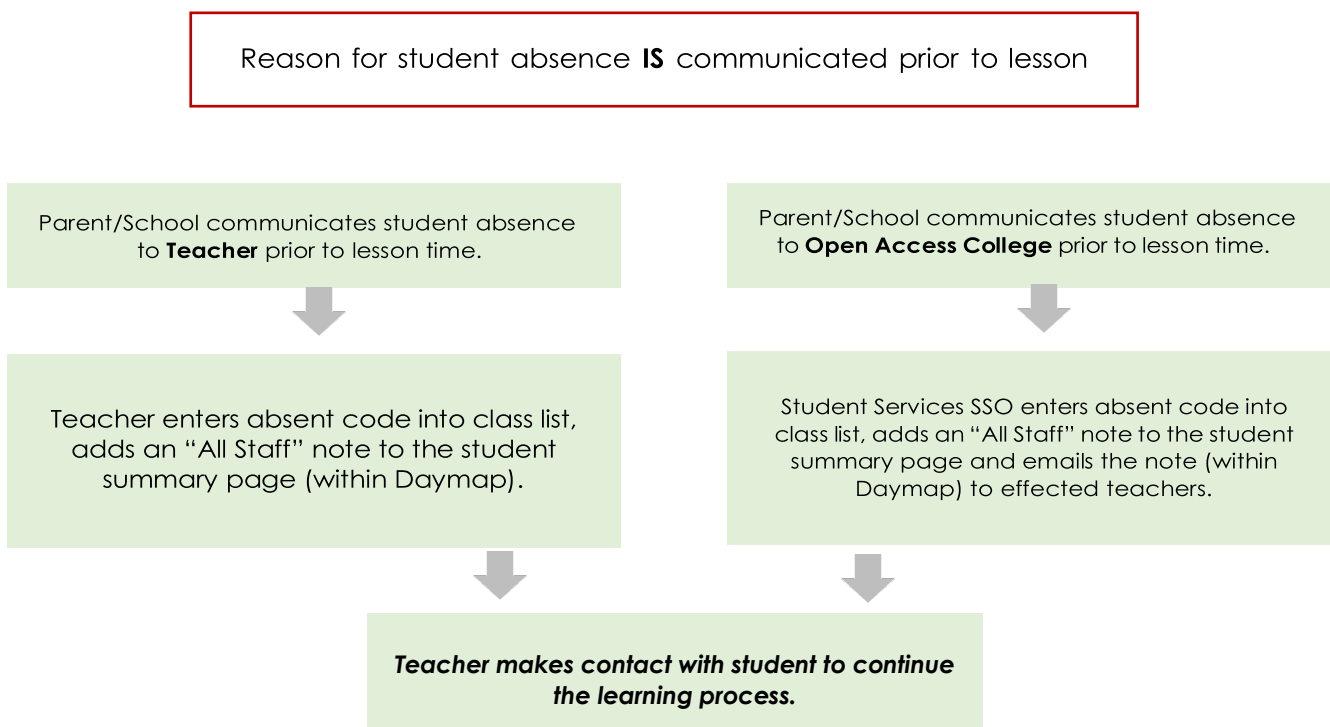 Reason for student absence IS communicated prior to lesson
Parent/School communicates student absence
to Teacher prior to lesson time.
Parent/School communicates student absence
to Open Access College prior to lesson time.
Teacher enters absent code into class list,
adds an “All Staff” note to the student
summary page (within Daymap).
Student Services SSO enters absent code into
class list, adds an “All Staff” note to the student
summary page and emails the note (within
Daymap) to effected teachers.
Teacher makes contact with student to continue
the learning process.